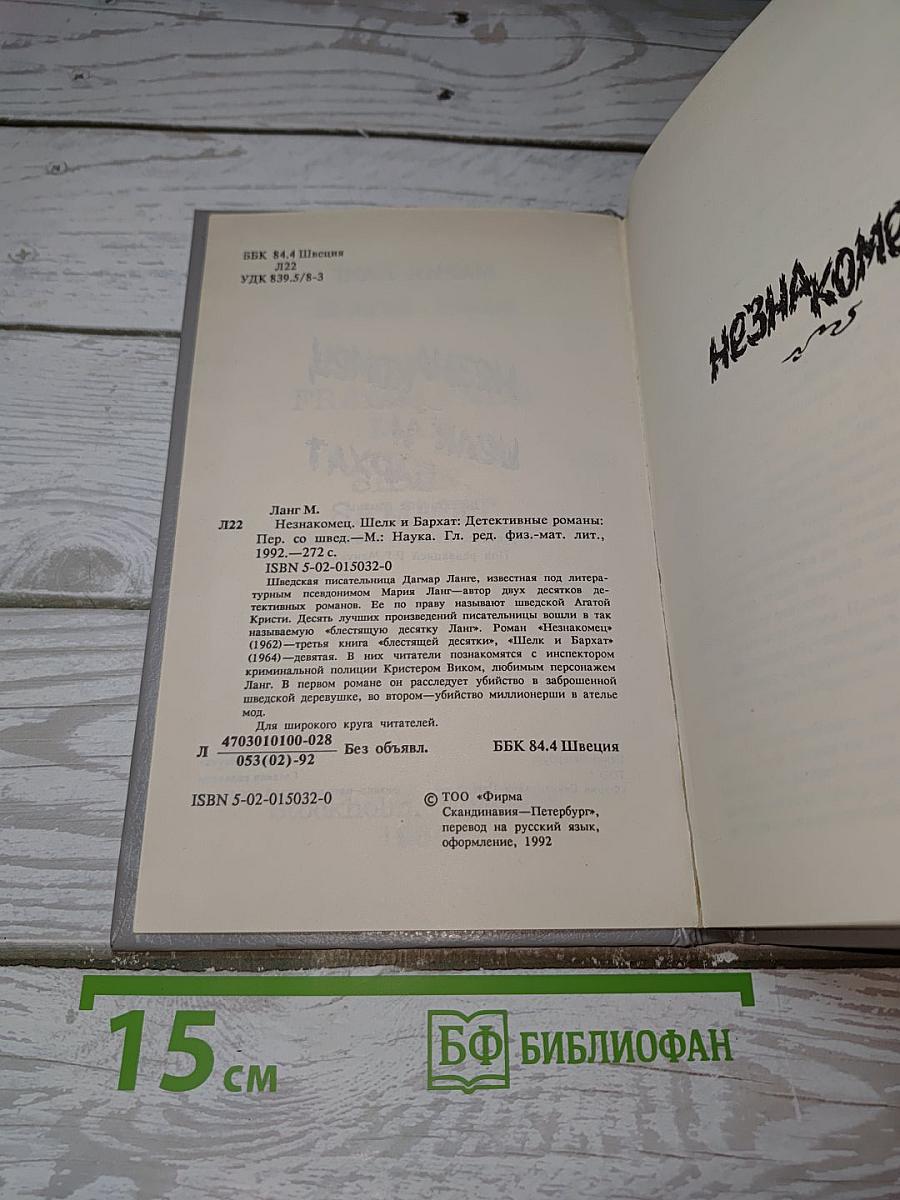 ББК 84.4 Швеция
Л22
УДК 839.5/8-3
Ланг М.
Л22 Незнакомец. Шелк и Бархат: Детективные романы:
Пер. со швед.—М.: Наука. Гл. ред. физ.-мат. лит.,
1992.—272 с.
ISBN 5-02-015032-0
Шведская писательница Дагмар Ланге, известная под литера-
турным псевдонимом Мария Ланг—автор двух десятков де-
тективных романов. Ее по праву называют шведской Агатой
Кристи. Десять лучших произведений писательницы вошли в так
называемую «блестящую десятку Ланг». Роман «Незнакомец»
(1962)—третья книга «блестящей десятки», «Шелк и Бархат»
(1964)—девятая. В них читатели познакомятся с инспектором
криминальной полиции Кристером Виком, любимым персонажем
Ланг. В первом романе он расследует убийство в заброшенной
шведской деревушке, во втором—убийство миллионерши в ателье
мод.
Для широкого круга читателей.
Л 4703010100-028
053(02)-92 Без объявл.
ББК 84.4 Швеция
ISBN 5-02-015032-0
© ТОО «Фирма
Скандинавия—Петербург»,
перевод на русский язык,
оформление, 1992
НЕЗНАКОМЕ
15 см
БФ БИБЛИОФАН